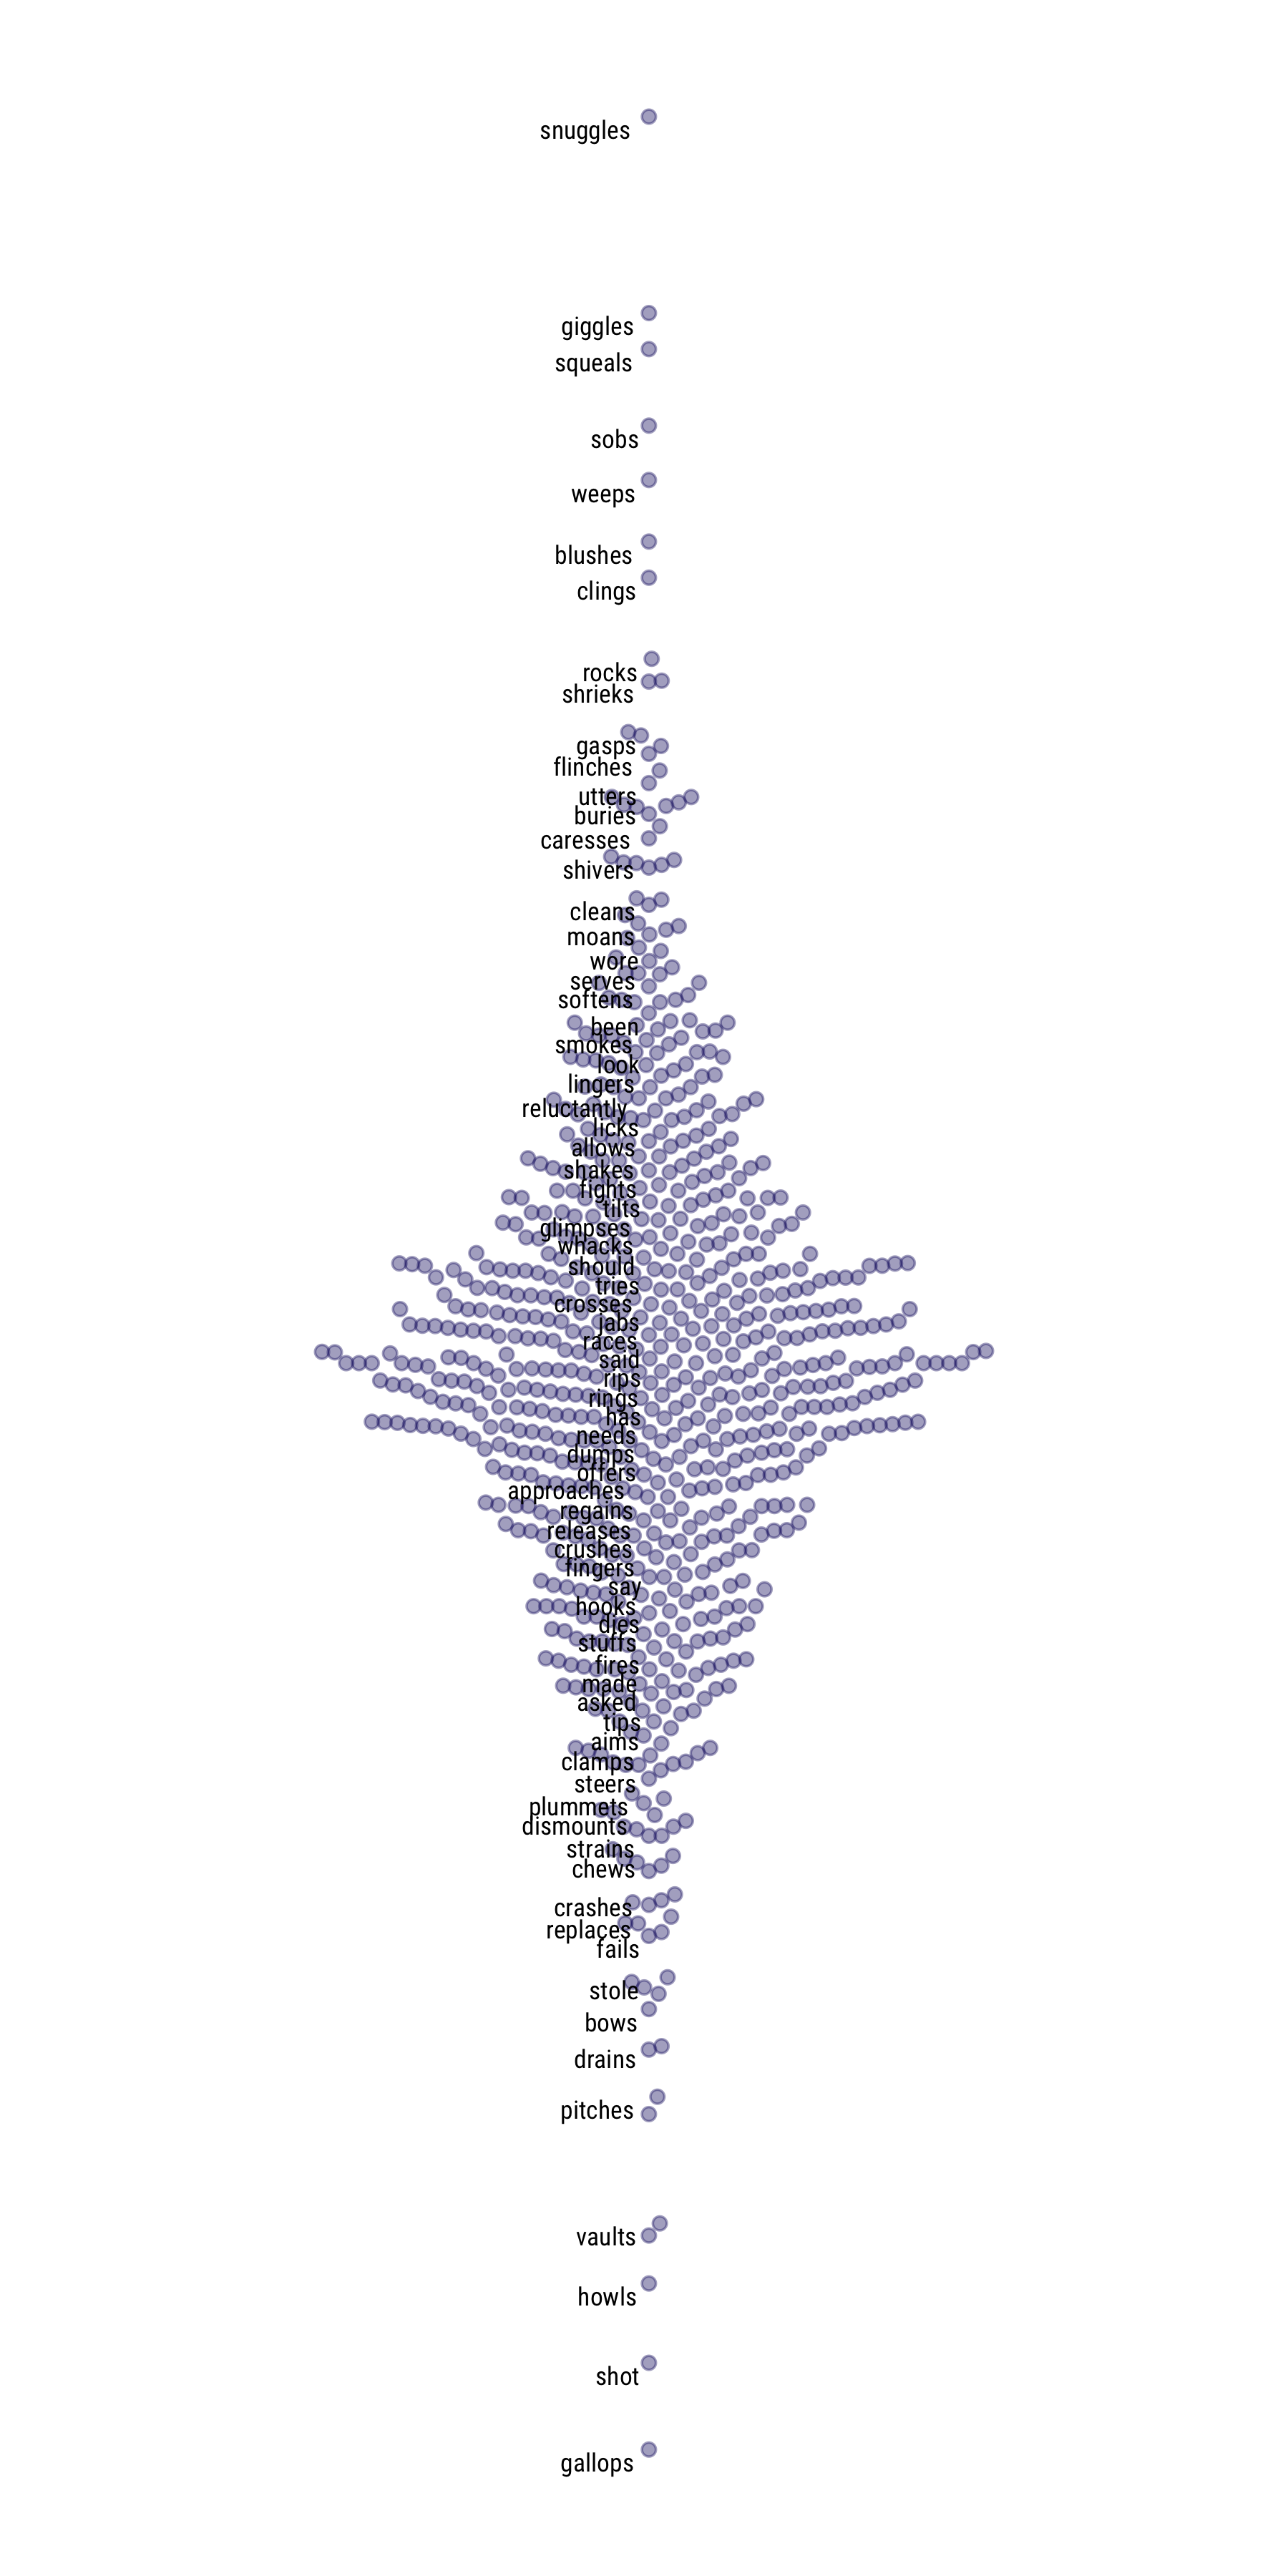 snuggles
giggles
squeals
sobs
weeps
blushes
clings
rocks
shrieks
gasps
flinches
utters
buries
caresses
shivers
cleans
moans
wore
serves
softens
been
smokes
look
lingers
reluctantly
licks
allows
shakes
fights
tilts
glimpses
whacks
should
tries
crosses
jabs
races
said
rips
rings
has
needs
dumps
offers
approaches
regains
releases
crushes
fingers
say
hooks
dies
stuffs
fires
made
asked
tips
aims
clamps
steers
plummets
dismounts
strains
chews
crashes
replaces
fails
stole
bows
drains
pitches
vaults
howls
shot
gallops